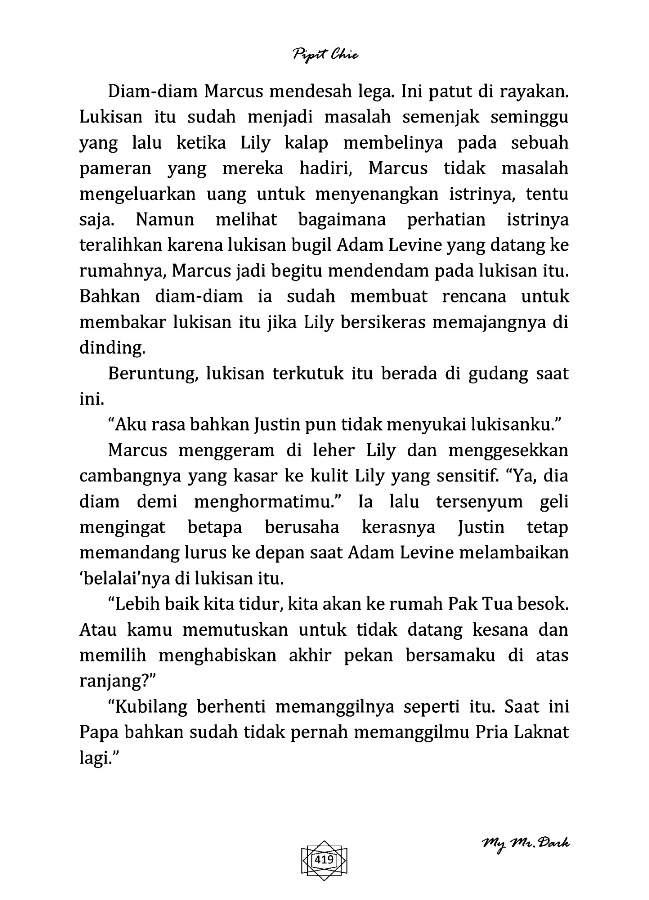 Pipit Chie
Diam-diam Marcus mendesah lega. Ini patut di rayakan.
Lukisan itu sudah menjadi masalah semenjak seminggu
yang lalu ketika Lily kalap membelinya pada sebuah
pameran yang mereka hadiri, Marcus tidak masalah
mengeluarkan uang untuk menyenangkan istrinya, tentu
saja. Namun melihat bagaimana perhatian istrinya
teralihkan karena lukisan bugil Adam Levine yang datang ke
rumahnya, Marcus jadi begitu mendendam pada lukisan itu.
Bahkan diam-diam ia sudah membuat rencana untuk
membakar lukisan itu jika Lily bersikeras memajangnya di
dinding.
Beruntung, lukisan terkutuk itu berada di gudang saat
ini.
“Aku rasa bahkan Justin pun tidak menyukai lukisanku.”
Marcus menggeram di leher Lily dan menggesekkan
cambangnya yang kasar ke kulit Lily yang sensitif. “Ya, dia
diam demi menghormatimu.” Ia lalu tersenyum geli
mengingat betapa berusaha kerasnya Justin tetap
memandang lurus ke depan saat Adam Levine melambaikan
‘belalai’nya di lukisan itu.
“Lebih baik kita tidur, kita akan ke rumah Pak Tua besok.
Atau kamu memutuskan untuk tidak datang kesana dan
memilih menghabiskan akhir pekan bersamaku di atas
ranjang?”
“Kubilang berhenti memanggilnya seperti itu. Saat ini
Papa bahkan sudah tidak pernah memanggilmu Pria Laknat
lagi.”
My Mr. Dark
419